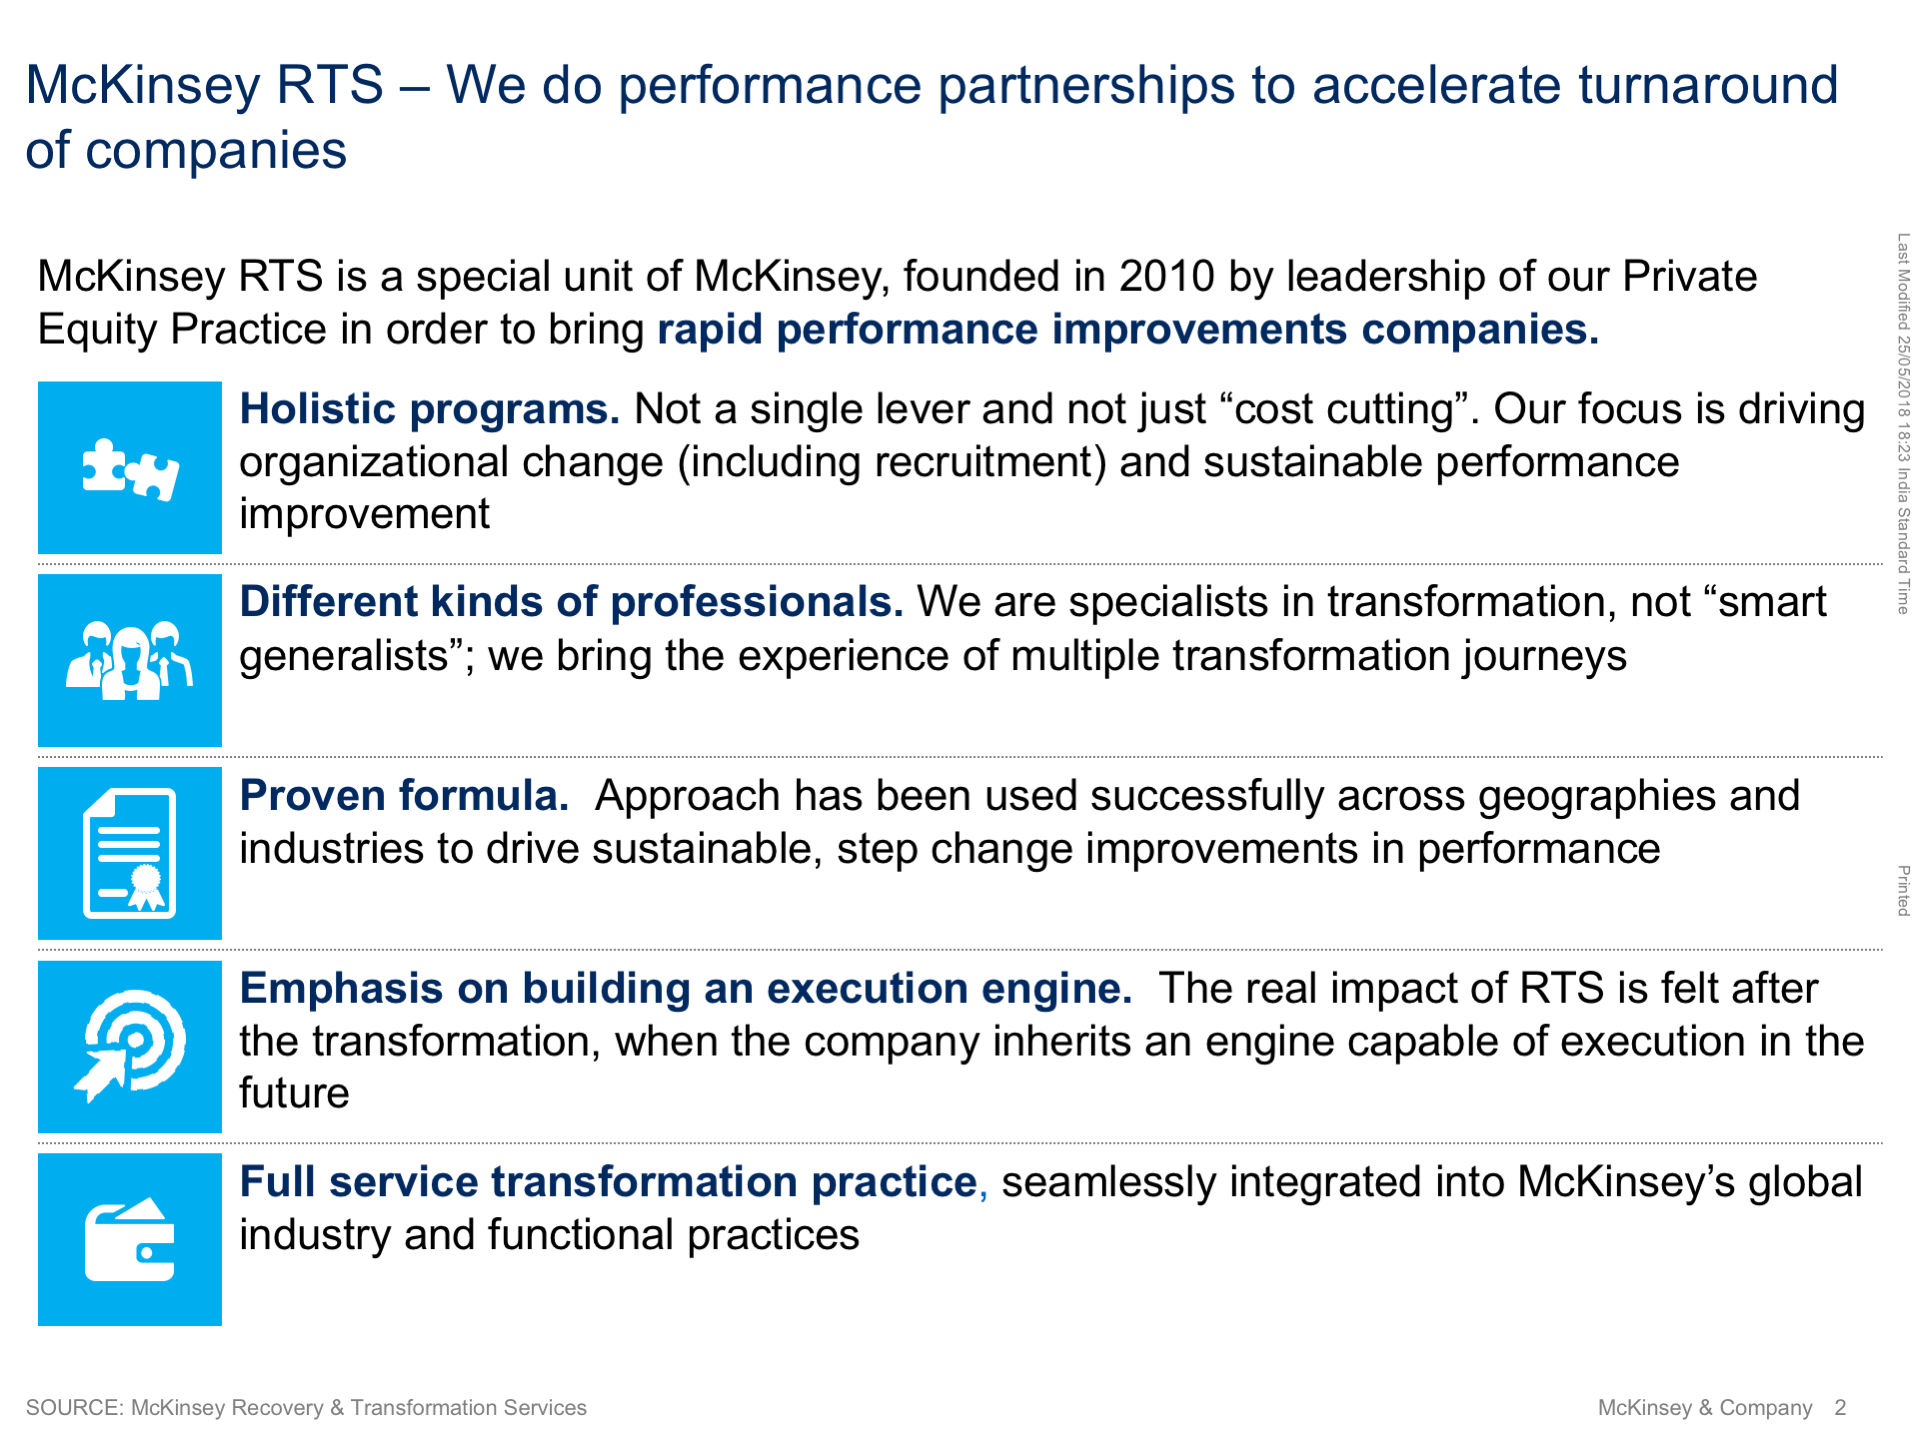 McKinsey RTS – We do performance partnerships to accelerate turnaround
of companies
McKinsey RTS is a special unit of McKinsey, founded in 2010 by leadership of our Private
Equity Practice in order to bring rapid performance improvements companies.
Holistic programs. Not a single lever and not just “cost cutting”. Our focus is driving
organizational change (including recruitment) and sustainable performance
improvement
Different kinds of professionals. We are specialists in transformation, not “smart
generalists”; we bring the experience of multiple transformation journeys
Proven formula.  Approach has been used successfully across geographies and
industries to drive sustainable, step change improvements in performance
Emphasis on building an execution engine.  The real impact of RTS is felt after
the transformation, when the company inherits an engine capable of execution in the
future
Full service transformation practice, seamlessly integrated into McKinsey’s global
industry and functional practices
Last Modified 25/05/2018 18:23 India Standard Time
Printed
SOURCE: McKinsey Recovery & Transformation Services
McKinsey & Company 2